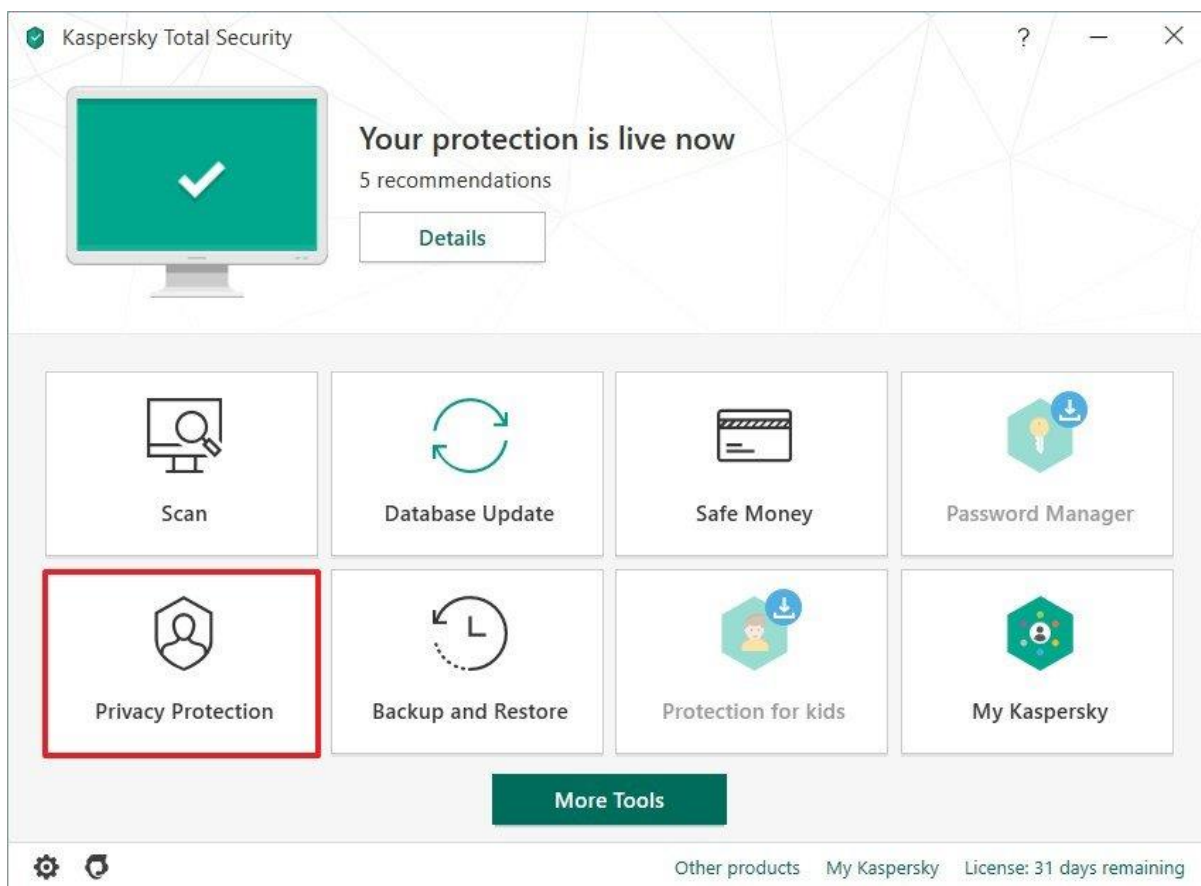 Kaspersky Total Security
?
Your protection is live now
5 recommendations
Details
Scan
Database Update
Safe Money
Password Manager
Privacy Protection
Backup and Restore
Protection for kids
My Kaspersky
More Tools
Other products My Kaspersky License: 31 days remaining